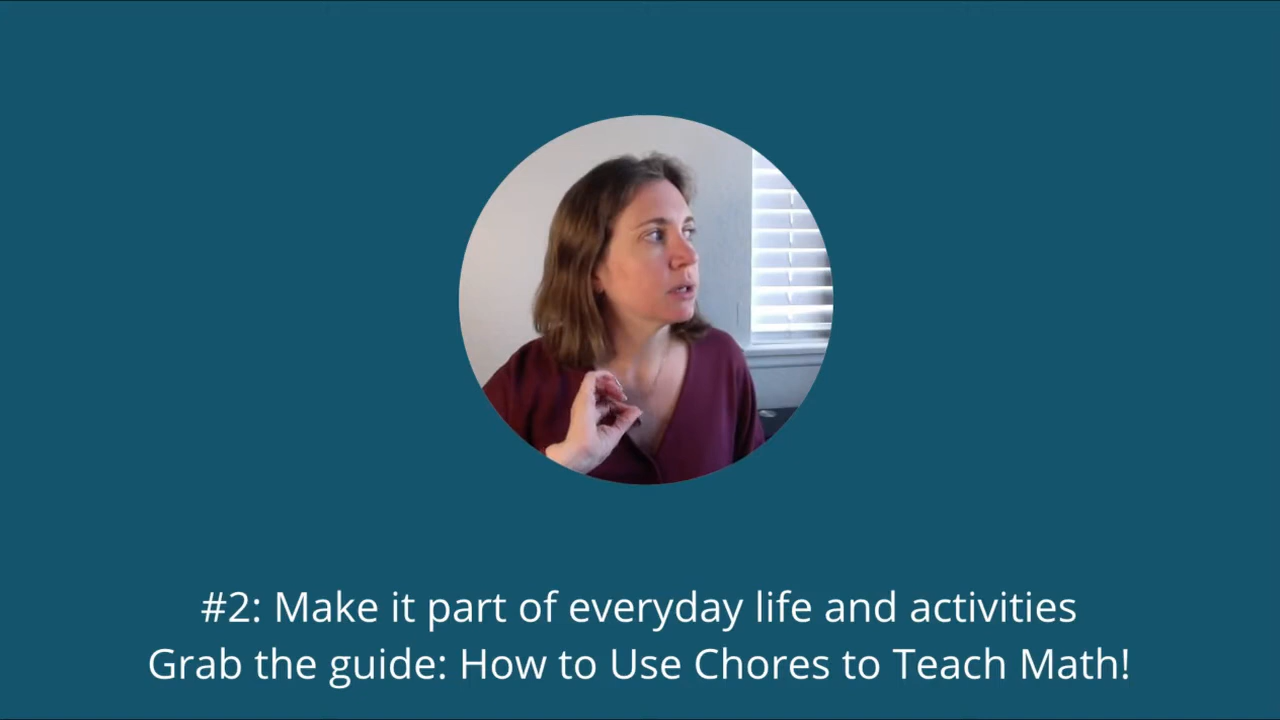 #2: Make it part of everyday life and activities
Grab the guide: How to Use Chores to Teach Math!